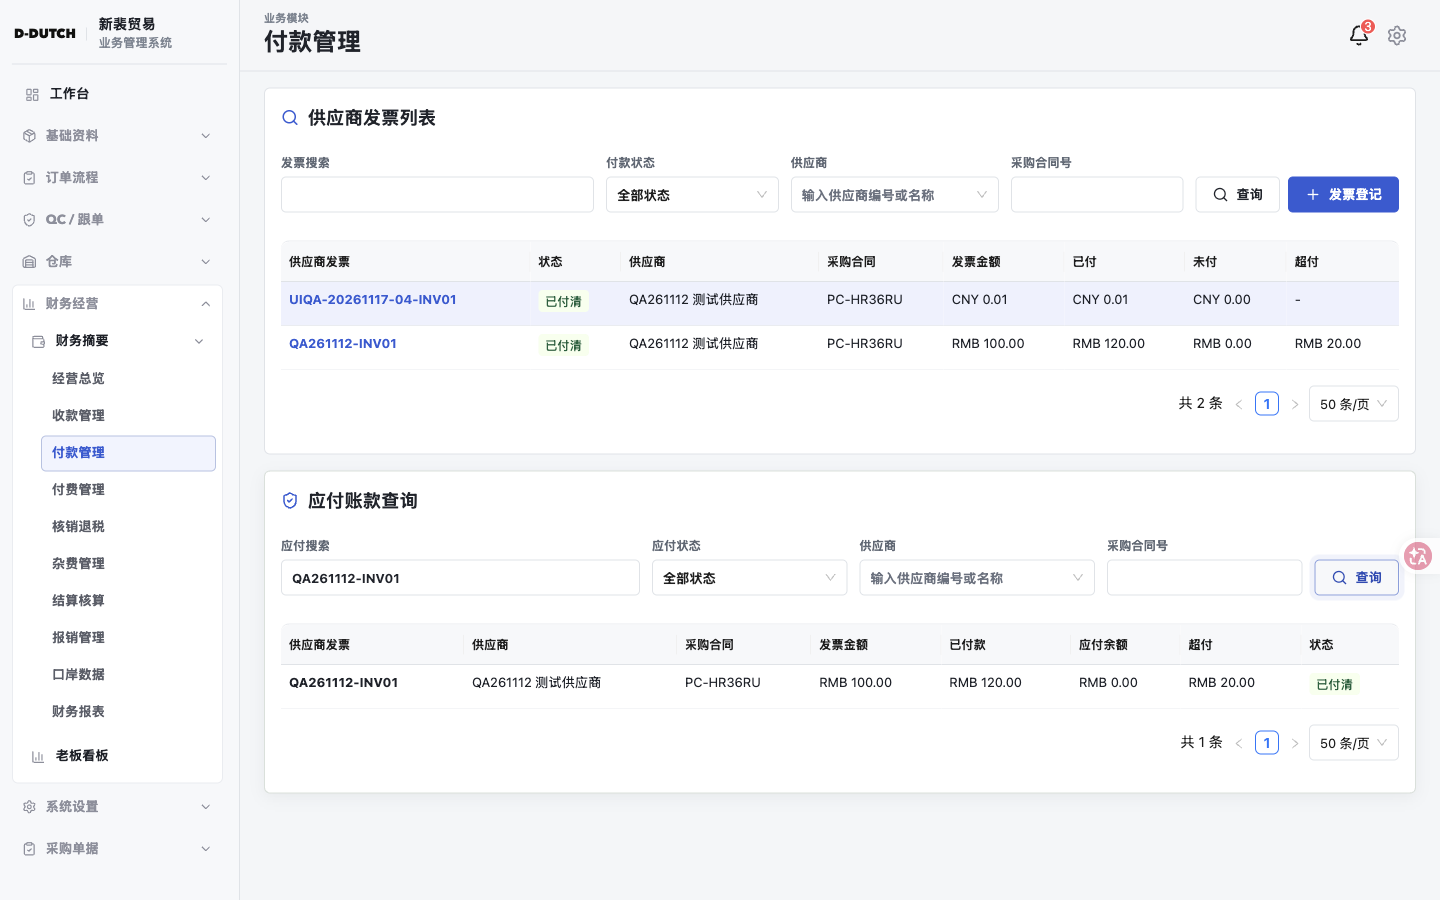 D-DUTCH
新裴贸易
业务管理系统
工作台
基础资料
订单流程
QC / 跟单
仓库
财务经营
财务摘要
经营总览
收款管理
付款管理
付费管理
核销退税
杂费管理
结算核算
报销管理
口岸数据
财务报表
老板看板
系统设置
采购单据
业务模块
付款管理
3
供应商发票列表
发票搜索 付款状态 供应商 采购合同号
全部状态 输入供应商编号或名称 查询 发票登记
供应商发票 状态 供应商 采购合同 发票金额 已付 未付 超付
UIQA-20261117-04-INV01 已付清 QA261112 测试供应商 PC-HR36RU CNY 0.01 CNY 0.01 CNY 0.00 -
QA261112-INV01 已付清 QA261112 测试供应商 PC-HR36RU RMB 100.00 RMB 120.00 RMB 0.00 RMB 20.00
共 2 条 1 50 条/页
应付账款查询
应付搜索 应付状态 供应商 采购合同号
QA261112-INV01 全部状态 输入供应商编号或名称 查询
供应商发票 供应商 采购合同 发票金额 已付款 应付余额 超付 状态
QA261112-INV01 QA261112 测试供应商 PC-HR36RU RMB 100.00 RMB 120.00 RMB 0.00 RMB 20.00 已付清
共 1 条 1 50 条/页